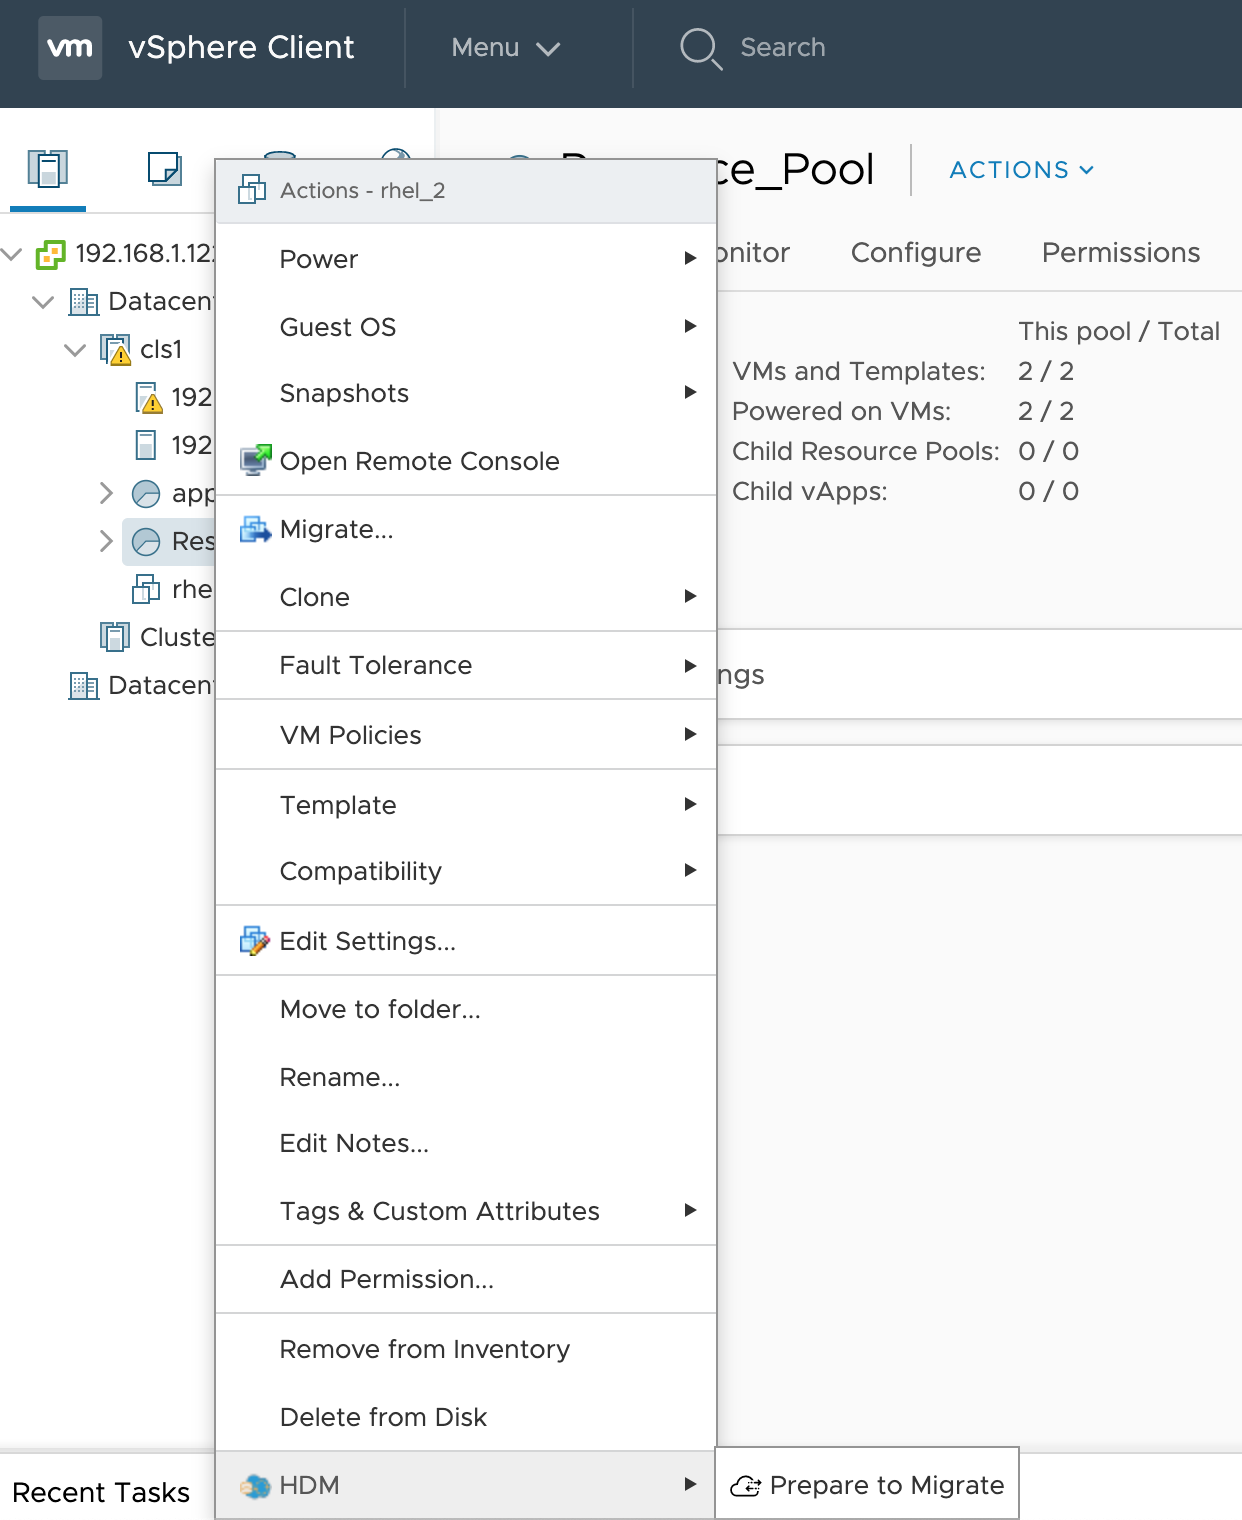 vm vSphere Client Menu Search
ce_Pool ACTIONS
Actions - rhel_2
192.168.1.12
onitor Configure Permissions
Power
Datacen
This pool / Total
Guest OS
cls1
VMs and Templates: 2 / 2
192
Snapshots
Powered on VMs: 2 / 2
192
Child Resource Pools: 0 / 0
Open Remote Console
app
Child vApps: 0 / 0
Res
Migrate...
rhe
Clone
Cluste
Fault Tolerance
ngs
Datacen
VM Policies
Template
Compatibility
Edit Settings...
Move to folder...
Rename...
Edit Notes...
Tags & Custom Attributes
Add Permission...
Remove from Inventory
Delete from Disk
Recent Tasks
HDM
Prepare to Migrate